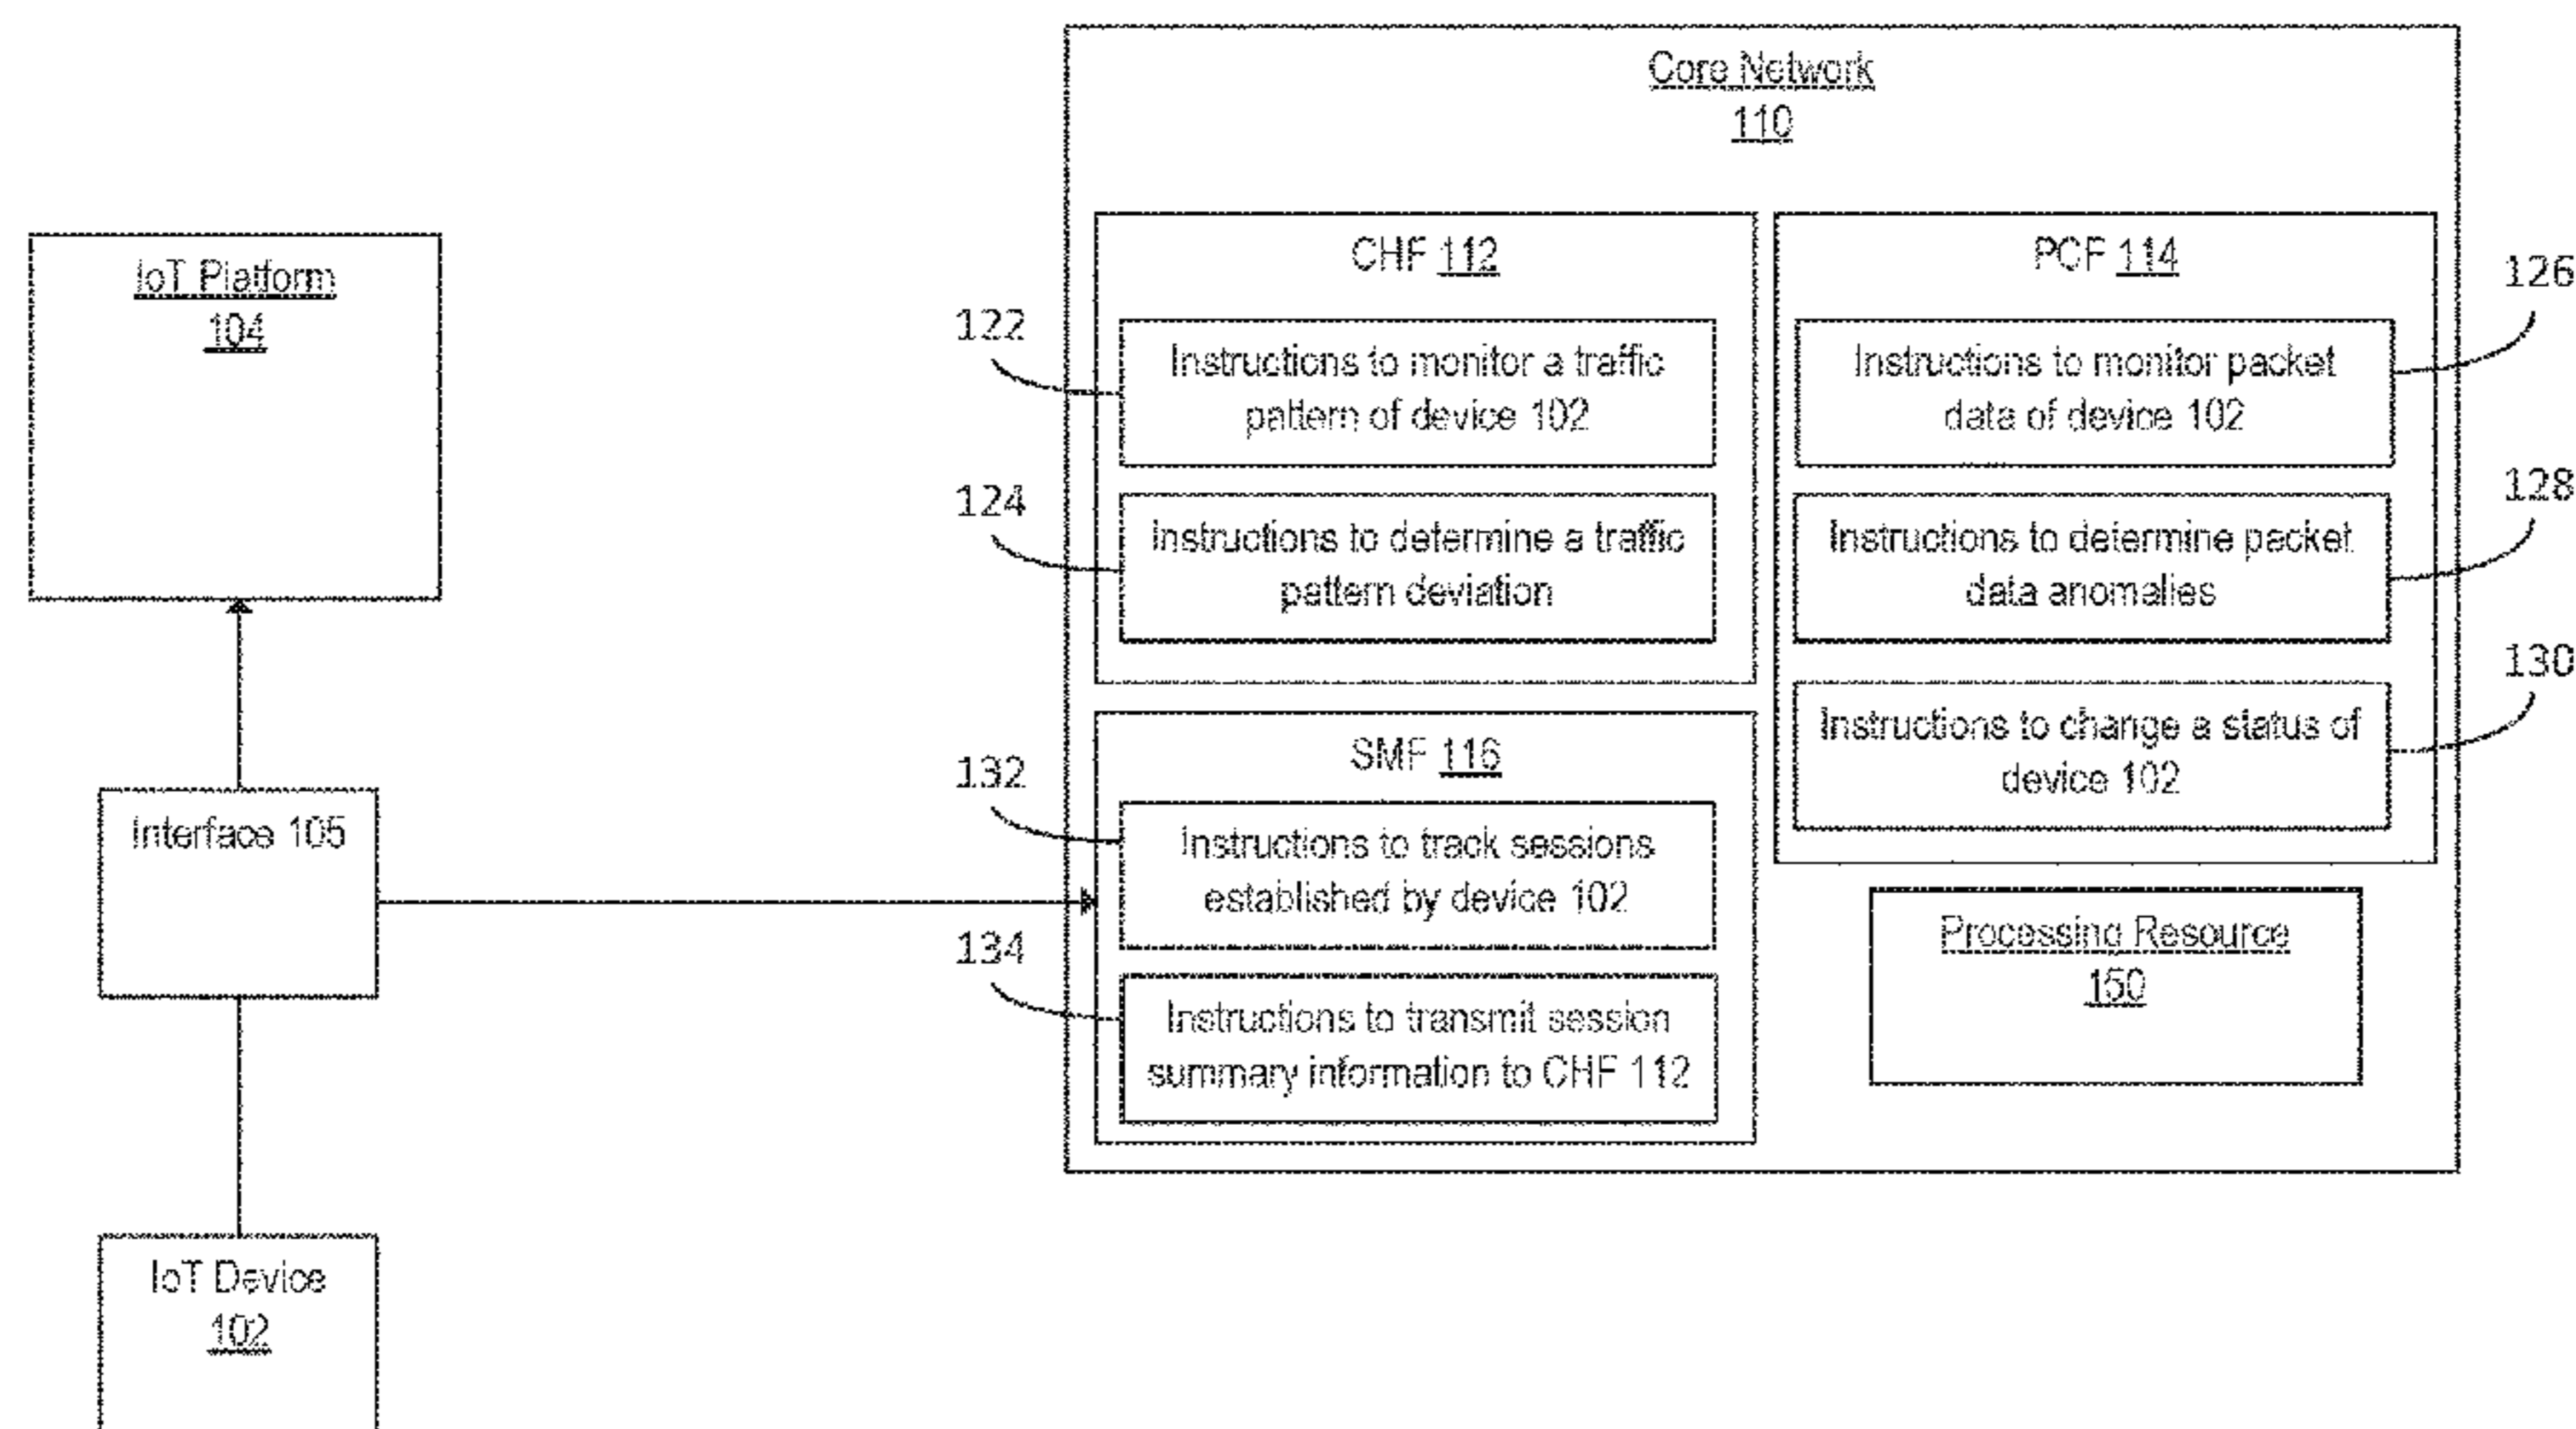 Core Network
110
IoT Platform
104
CHF 112
122
Instructions to monitor a traffic
pattern of device 102
124
Instructions to determine a traffic
pattern deviation
PCF 114
126
Instructions to monitor packet
data of device 102
128
Instructions to determine packet
data anomalies
130
Instructions to change a status of
device 102
Interface 105
SMF 116
132
Instructions to track sessions
established by device 102
134
Instructions to transmit session
summary information to CHF 112
Processing Resource
150
IoT Device
102